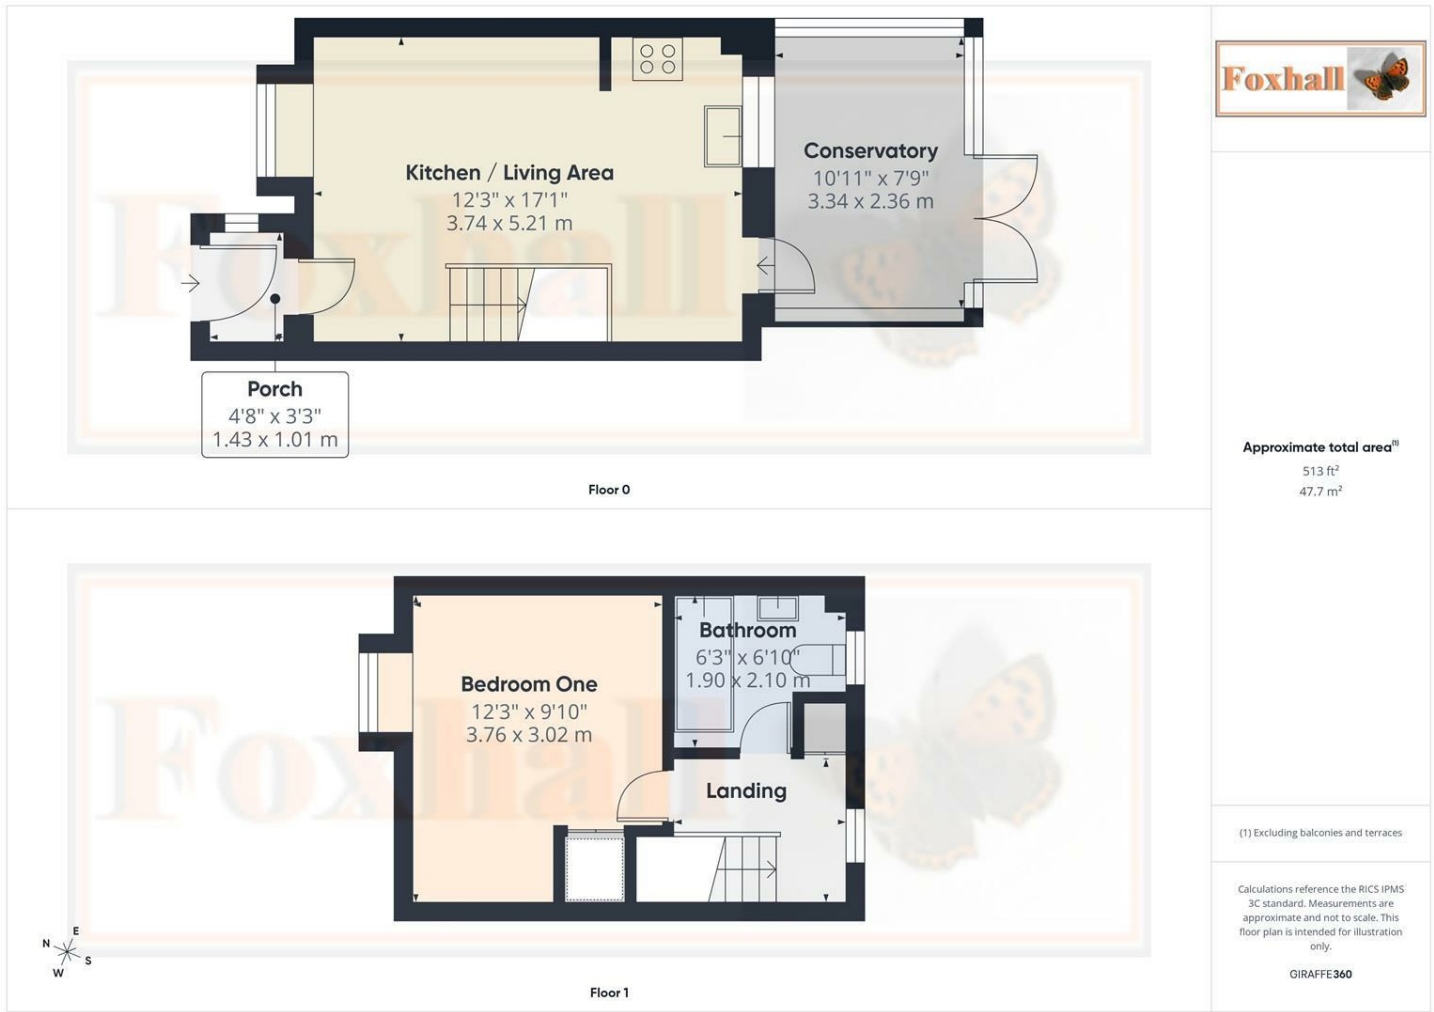 Kitchen / Living Area
12'3" x 17'1"
3.74 x 5.21 m
Conservatory
10'11" x 7'9"
3.34 x 2.36 m
Porch
4'8" x 3'3"
1.43 x 1.01 m
Foxhall
Floor 0
Bathroom
6'3" x 6'10"
1.90 x 2.10 m
Bedroom One
12'3" x 9'10"
3.76 x 3.02 m
Landing
Foxhall
N E S W
Floor 1
Foxhall
Approximate total area(1)
513 ft²
47.7 m²
(1) Excluding balconies and terraces
Calculations reference the RICS IPMS
3C standard. Measurements are
approximate and not to scale. This
floor plan is intended for illustration
only.
GIRAFFE360